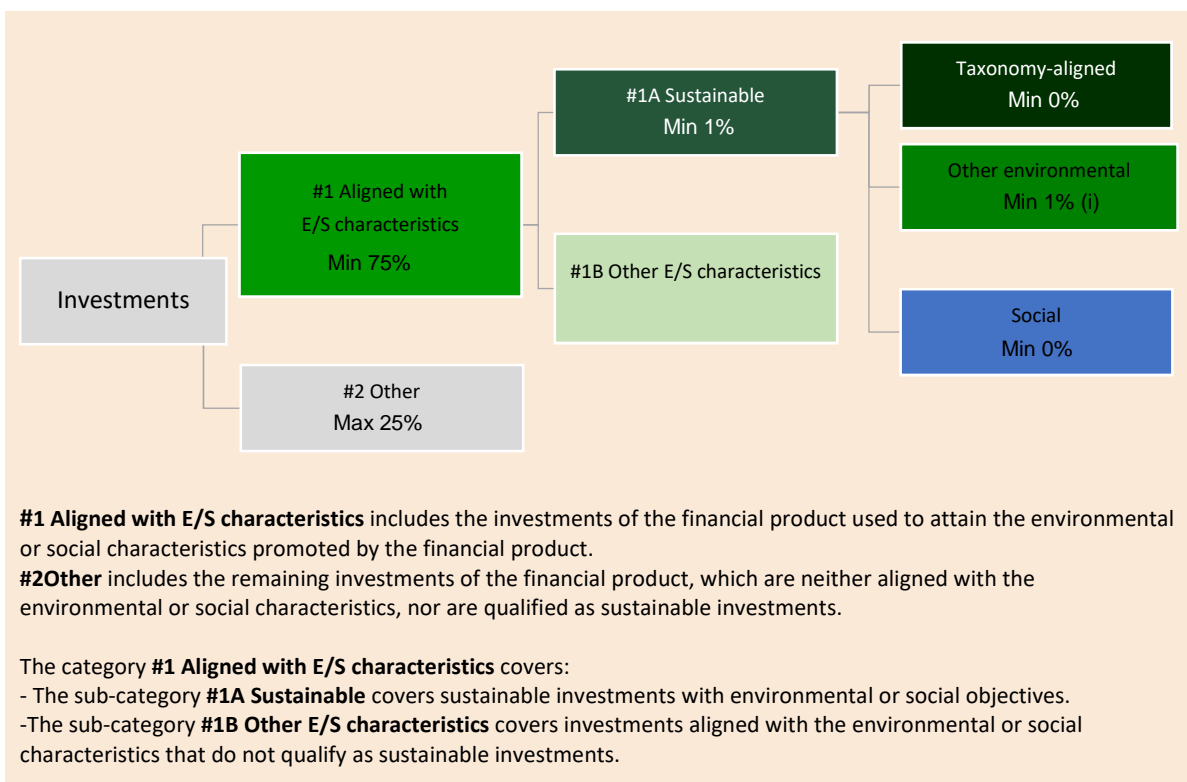 Investments
#1 Aligned with
E/S characteristics
Min 75%
#2 Other
Max 25%
#1A Sustainable
Min 1%
#1B Other E/S characteristics
Taxonomy-aligned
Min 0%
Other environmental
Min 1% (i)
Social
Min 0%
#1 Aligned with E/S characteristics includes the investments of the financial product used to attain the environmental
or social characteristics promoted by the financial product.
#2Other includes the remaining investments of the financial product, which are neither aligned with the
environmental or social characteristics, nor are qualified as sustainable investments.
The category #1 Aligned with E/S characteristics covers:
- The sub-category #1A Sustainable covers sustainable investments with environmental or social objectives.
-The sub-category #1B Other E/S characteristics covers investments aligned with the environmental or social
characteristics that do not qualify as sustainable investments.